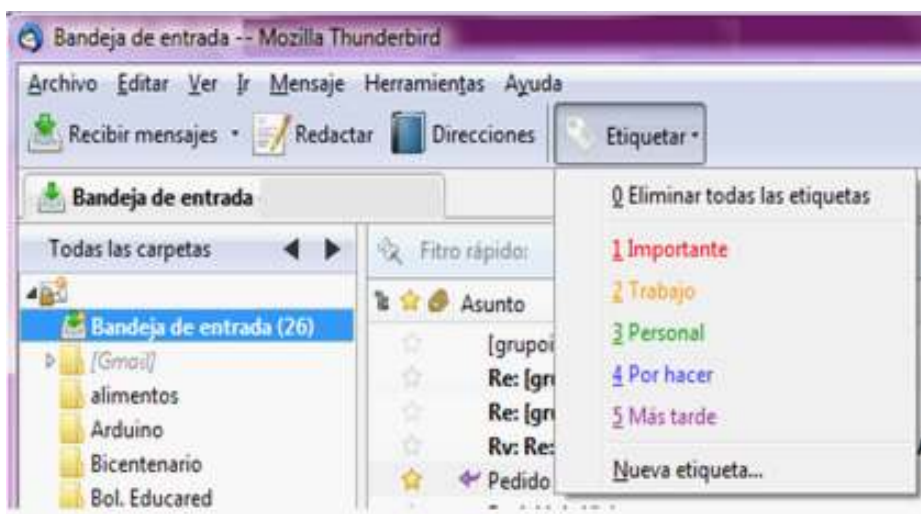 Bandeja de entrada -- Mozilla Thunderbird
Archivo Editar Ver Ir Mensaje Herramientas Ayuda
Recibir mensajes Redactar Direcciones Etiquetar
Bandeja de entrada
Todas las carpetas
Bandeja de entrada (26)
[Gmail]
alimentos
Arduino
Bicentenario
Bol. Educared
Fitro rápido:
Asunto
[grupoi
Re: [gr
Re: [gr
Rv: Re:
Pedido
0 Eliminar todas las etiquetas
1 Importante
2 Trabajo
3 Personal
4 Por hacer
5 Más tarde
Nueva etiqueta...